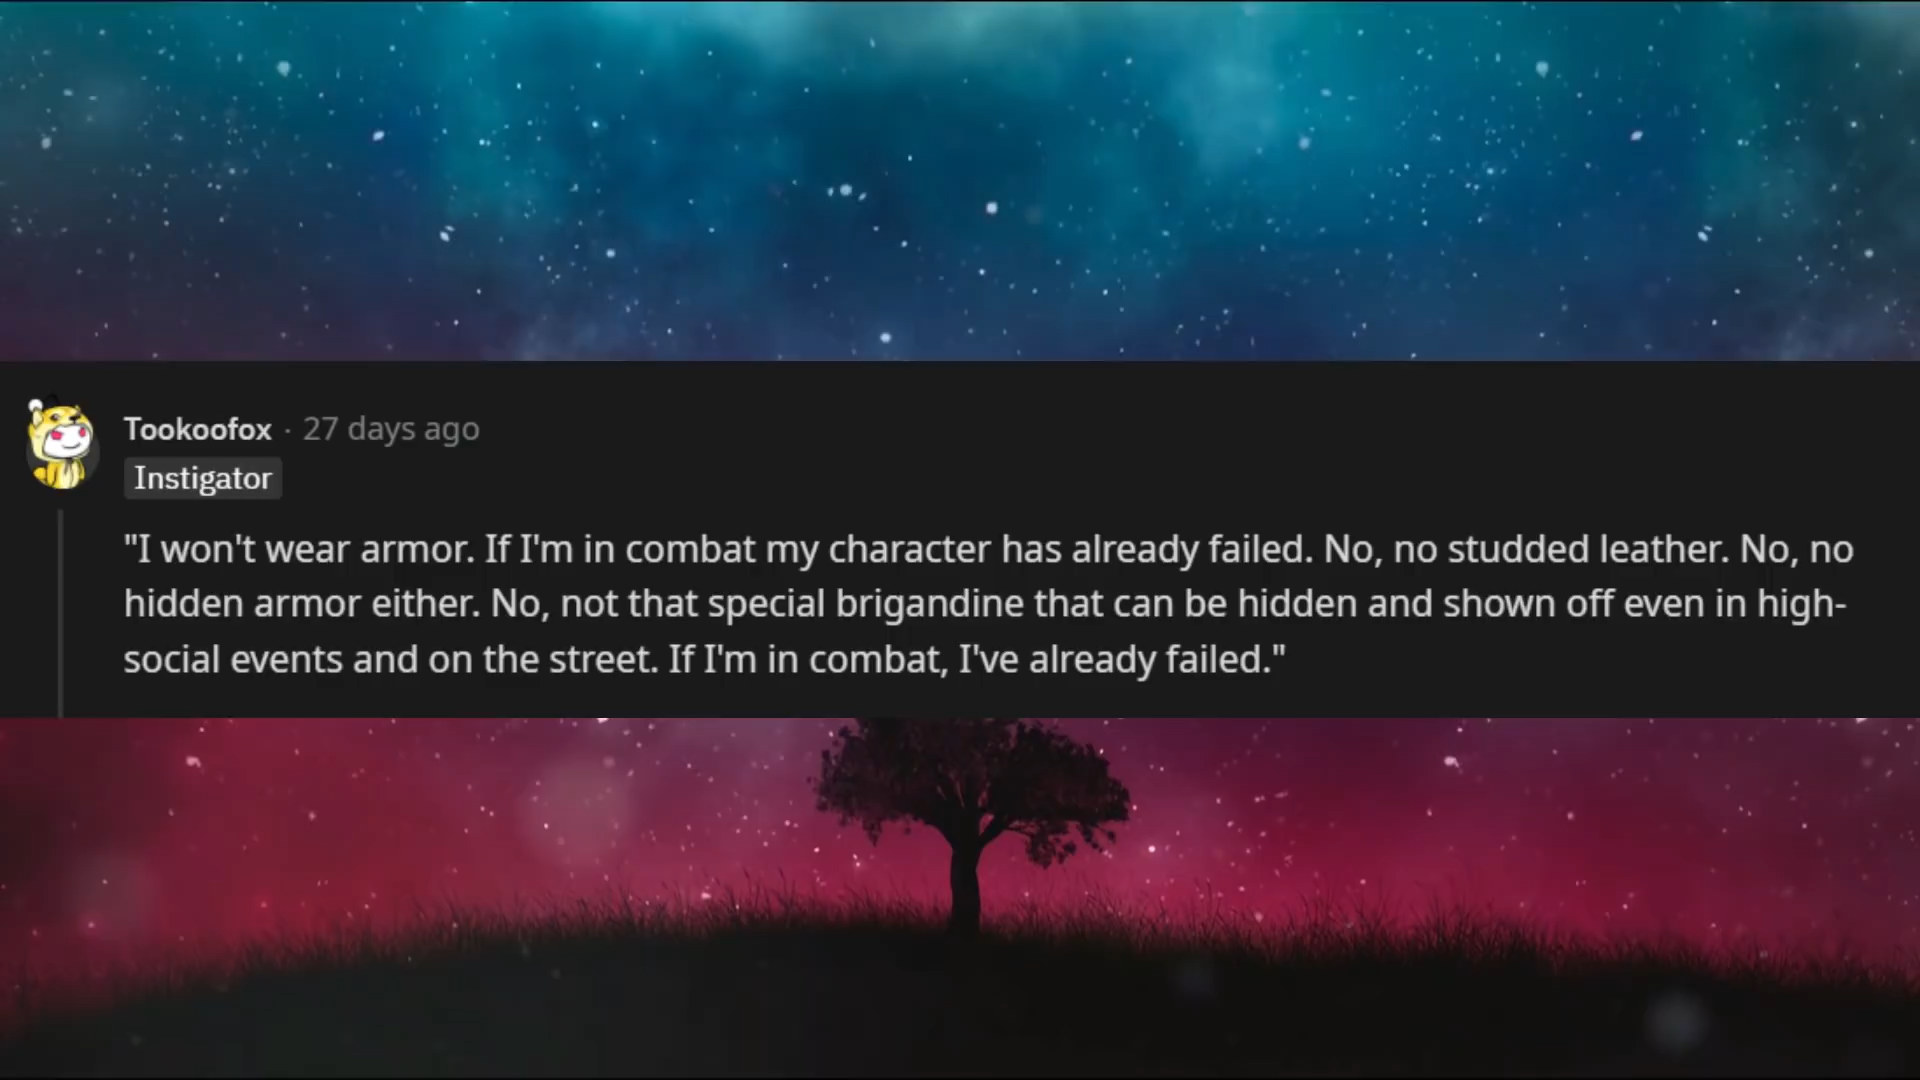 Tookoofox · 27 days ago
Instigator
"I won't wear armor. If I'm in combat my character has already failed. No, no studded leather. No, no
hidden armor either. No, not that special brigandine that can be hidden and shown off even in high-
social events and on the street. If I'm in combat, I've already failed."